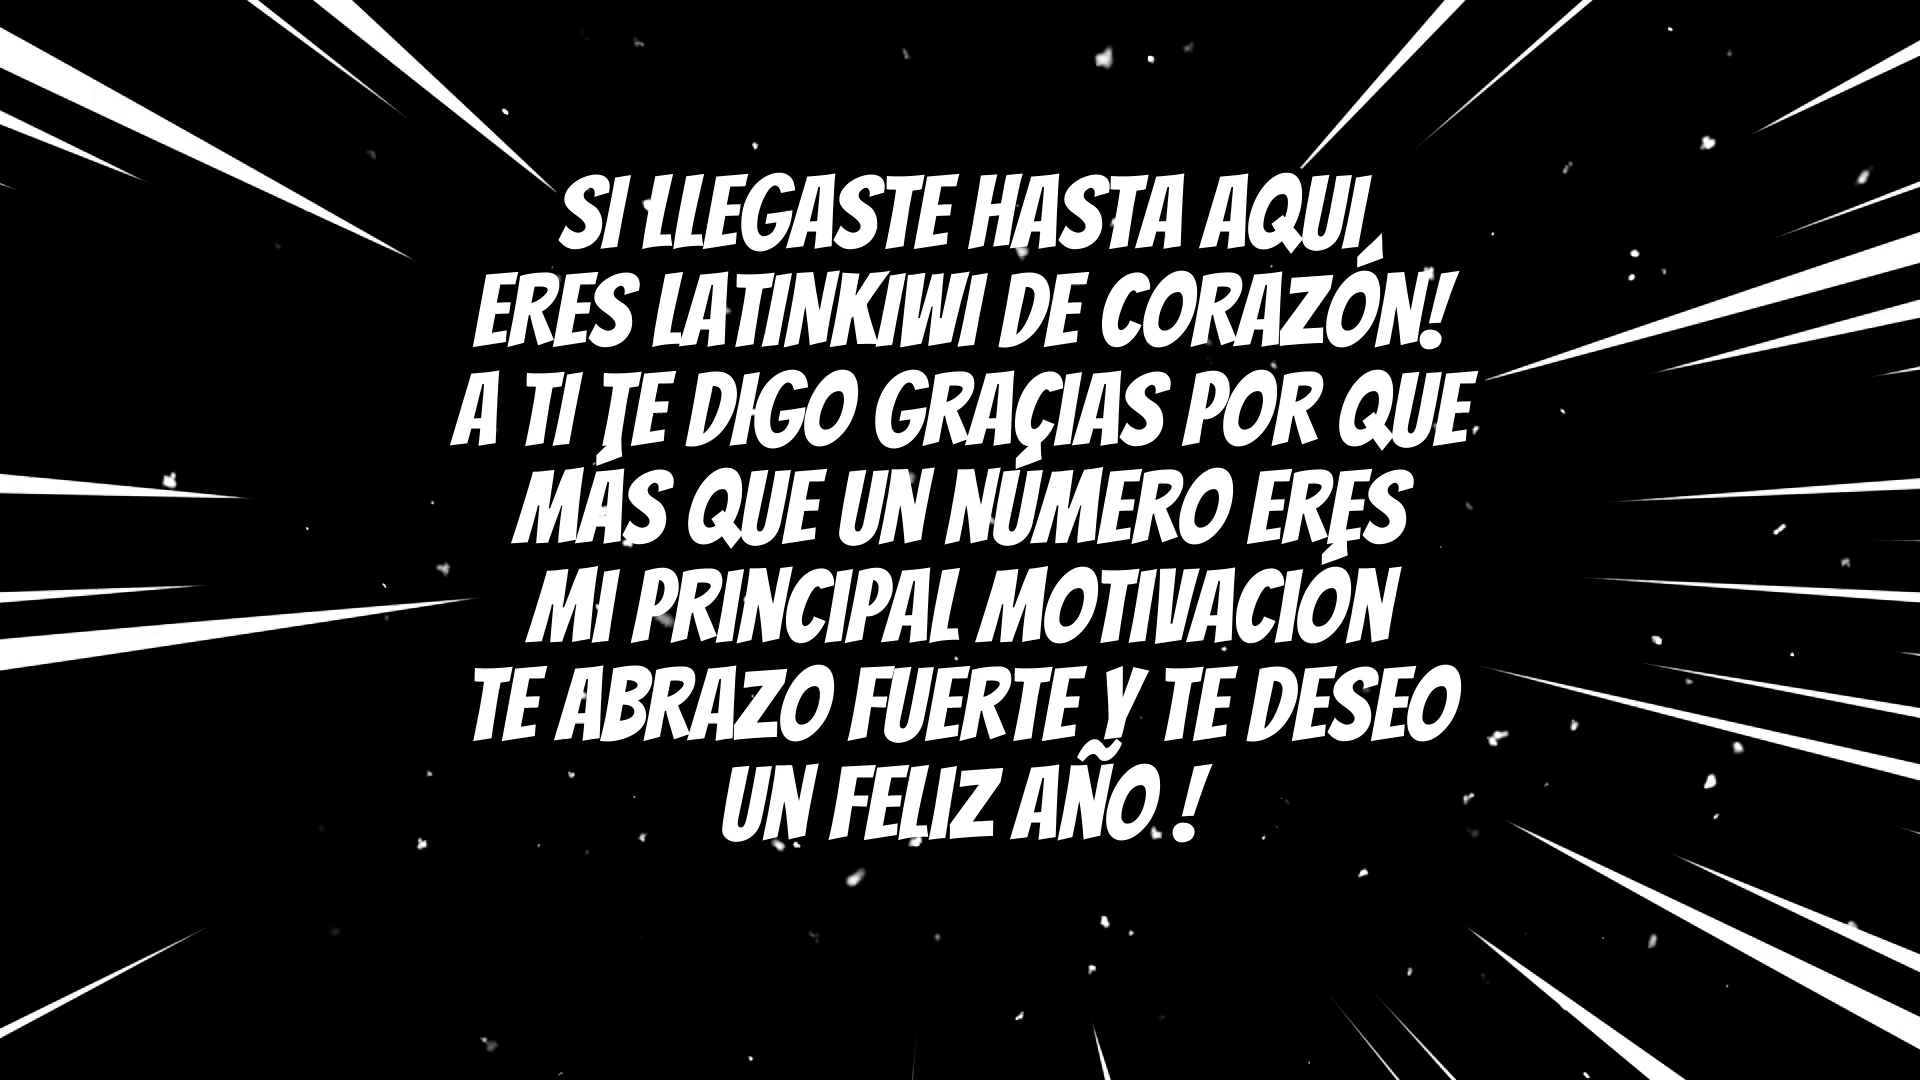 SI LLEGASTE HASTA AQUI
ERES LATINKIWI DE CORAZÓN!
A TI TE DIGO GRACIAS POR QUE
MÁS QUE UN NÚMERO ERES
MI PRINCIPAL MOTIVACIÓN
TE ABRAZO FUERTE Y TE DESEO
UN FELIZ AÑO !